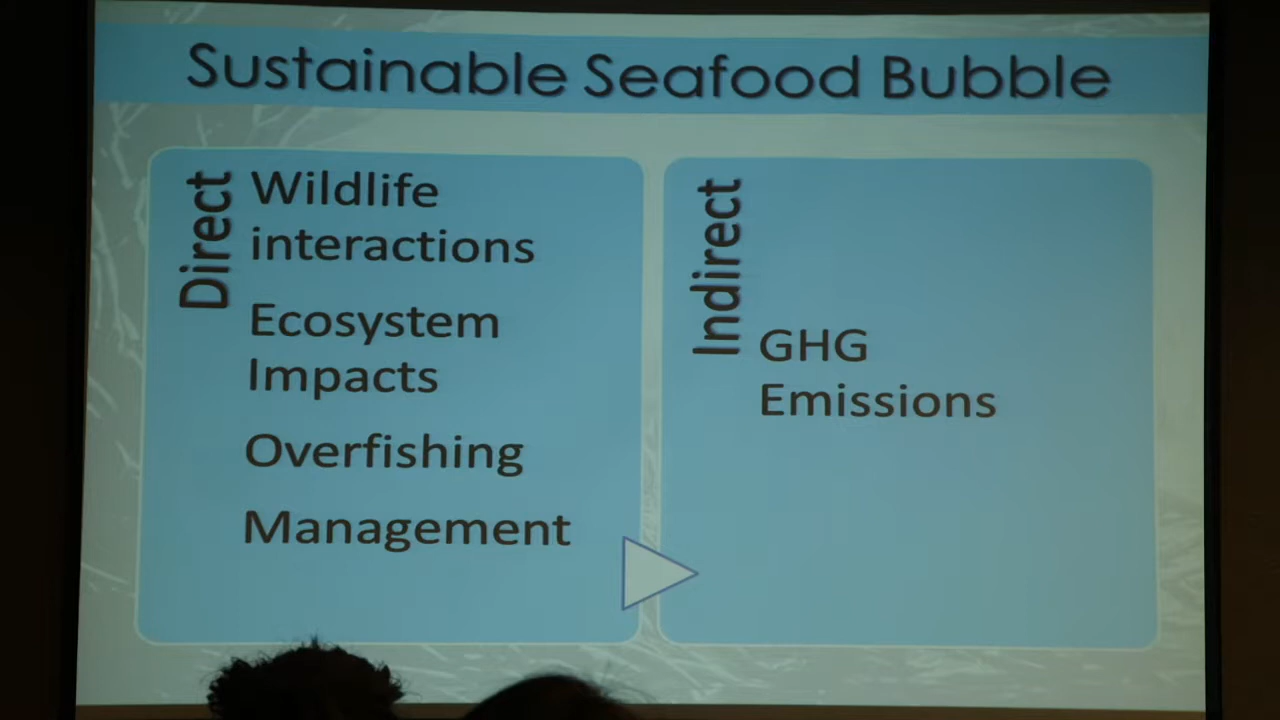 Sustainable Seafood Bubble
Direct
Wildlife
interactions
Ecosystem
Impacts
Overfishing
Management
Indirect
GHG
Emissions